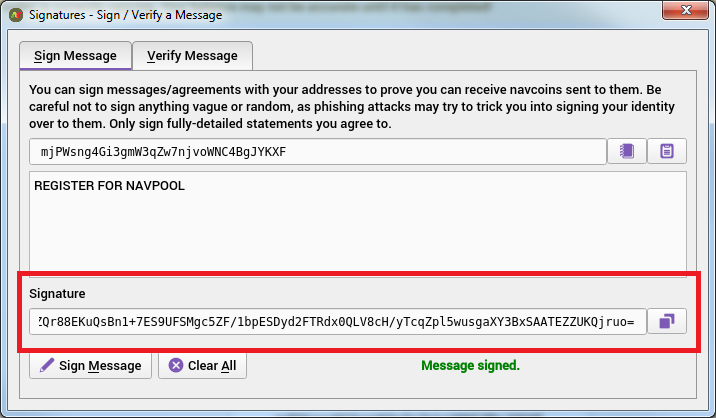 Signatures - Sign / Verify a Message
Sign Message
Verify Message
You can sign messages/agreements with your addresses to prove you can receive navcoins sent to them. Be
careful not to sign anything vague or random, as phishing attacks may try to trick you into signing your identity
over to them. Only sign fully-detailed statements you agree to.
mjPWsng4Gi3gmW3qZw7njvoWNC4BgJYKXF
REGISTER FOR NAVPOOL
Signature
Qr88EKuQsBn1+7ES9UFSMgc5ZF/1bpESDyd2FTRdx0QLV8cH/yTcqZpl5wusgaXY3BxSAATEZZUKQjruo=
Sign Message
Clear All
Message signed.